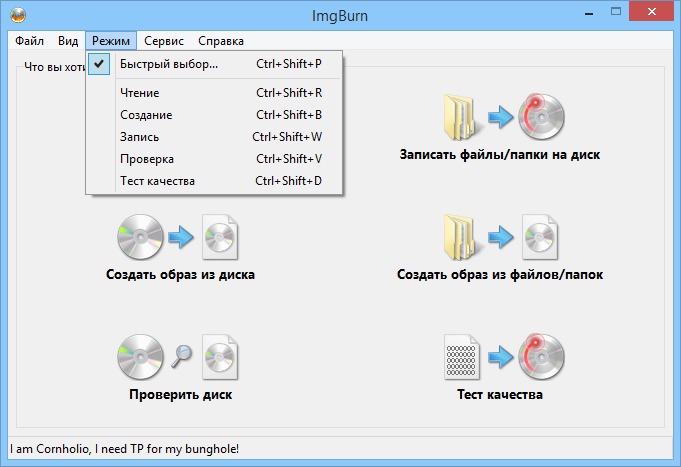 ImgBurn
Файл Вид Режим Сервис Справка
Что вы хоти
Быстрый выбор... Ctrl+Shift+P
Чтение Ctrl+Shift+R
Создание Ctrl+Shift+B
Запись Ctrl+Shift+W
Проверка Ctrl+Shift+V
Тест качества Ctrl+Shift+D
Записать файлы/папки на диск
Создать образ из диска
Создать образ из файлов/папок
Проверить диск
Тест качества
I am Cornholio, I need TP for my bunghole!